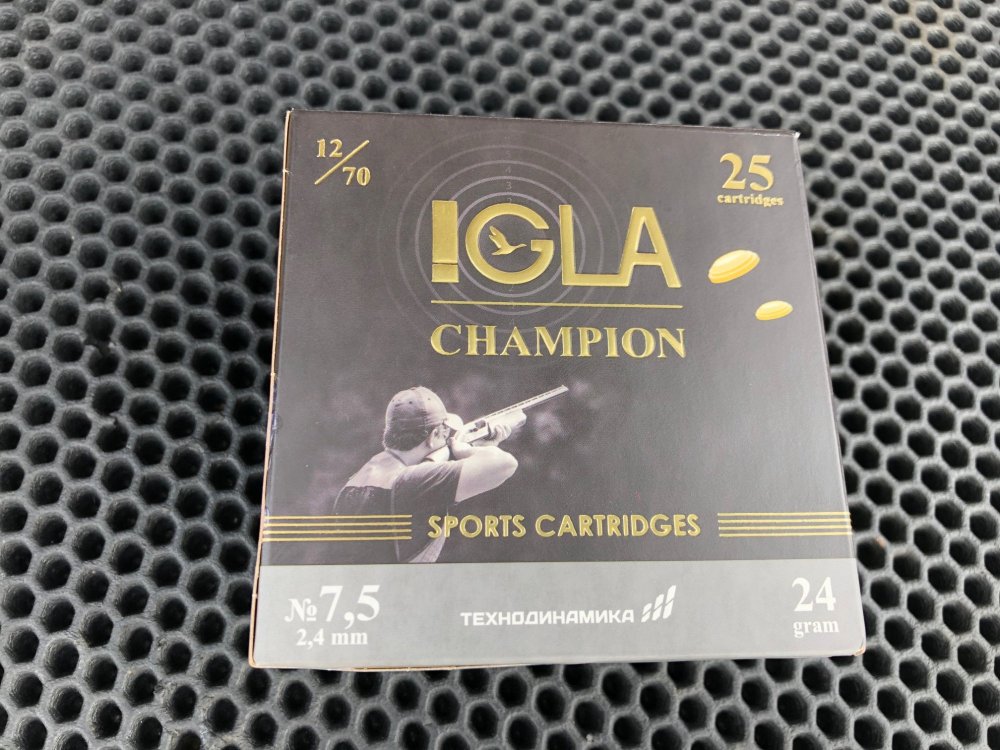 12/70
25
cartridges
IGLA
CHAMPION
SPORTS CARTRIDGES
№7,5
2,4 mm
ТЕХНОДИНАМИКА
24
gram